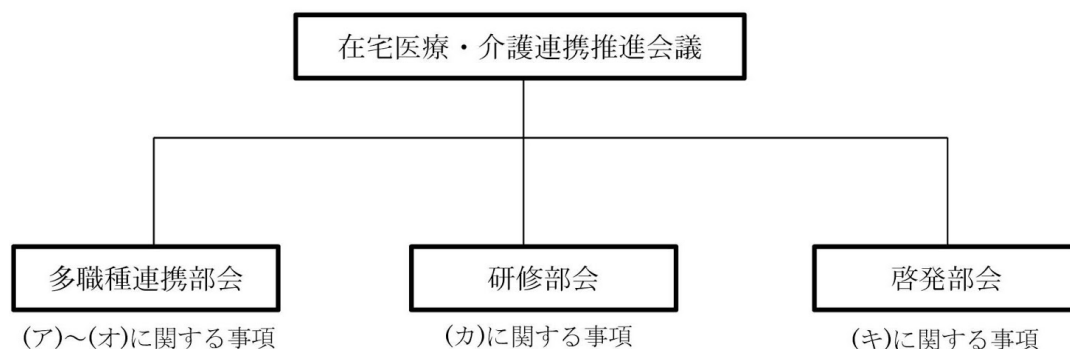 在宅医療・介護連携推進会議
多職種連携部会
研修部会
啓発部会
(ア)～(オ)に関する事項
(カ)に関する事項
(キ)に関する事項